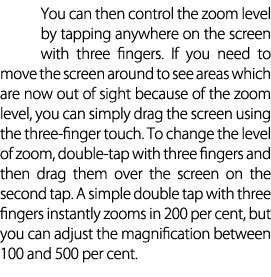 You can then control the zoom level
by tapping anywhere on the screen
with three fingers. If you need to
move the screen around to see areas which
are now out of sight because of the zoom
level, you can simply drag the screen using
the three-finger touch. To change the level
of zoom, double-tap with three fingers and
then drag them over the screen on the
second tap. A simple double tap with three
fingers instantly zooms in 200 per cent, but
you can adjust the magnification between
100 and 500 per cent.